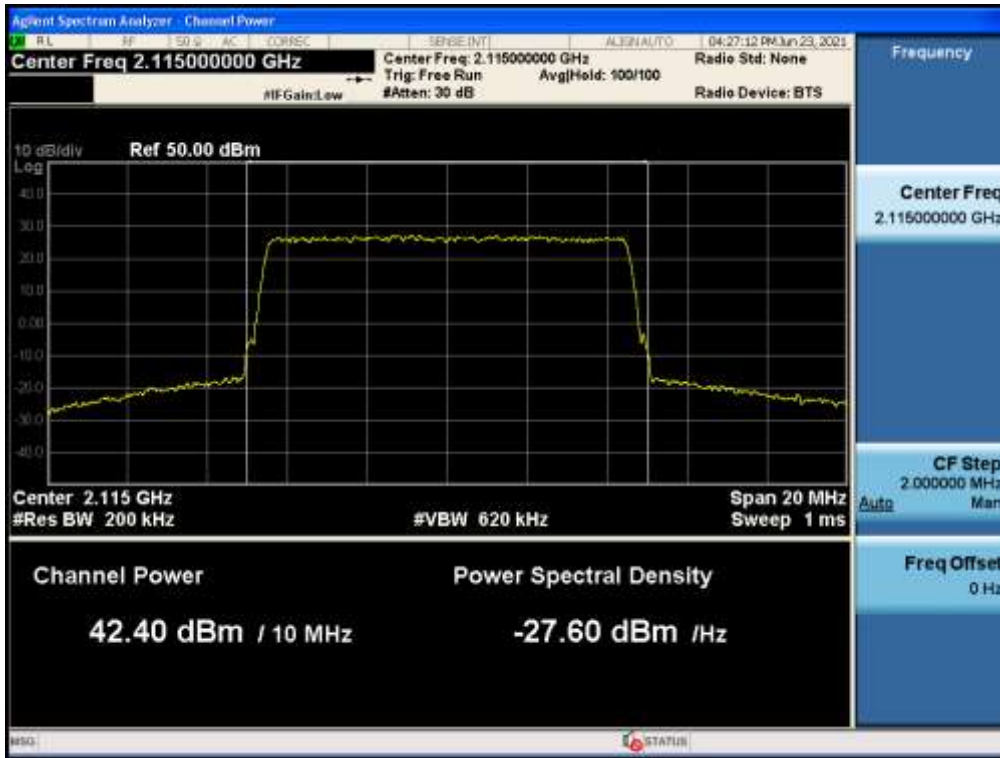 Agilent Spectrum Analyzer - Channel Power
RL RF 50 Ω AC CORREC SENSE:INT ALIGN AUTO 04:27:12 PM Jun 23, 2021
Center Freq 2.115000000 GHz
Center Freq: 2.115000000 GHz
Radio Std: None
Trig: Free Run Avg|Hold: 100/100
#IFGain:Low
#Atten: 30 dB
Radio Device: BTS
Frequency
10 dB/div Ref 50.00 dBm
Log
40.0
30.0
20.0
10.0
0.00
-10.0
-20.0
-30.0
-40.0
Center Freq
2.115000000 GHz
Center 2.115 GHz
Span 20 MHz
#Res BW 200 kHz
#VBW 620 kHz
Sweep 1 ms
CF Step
2.000000 MHz
Auto Man
Channel Power
Power Spectral Density
42.40 dBm / 10 MHz
-27.60 dBm /Hz
Freq Offset
0 Hz
MSG
STATUS